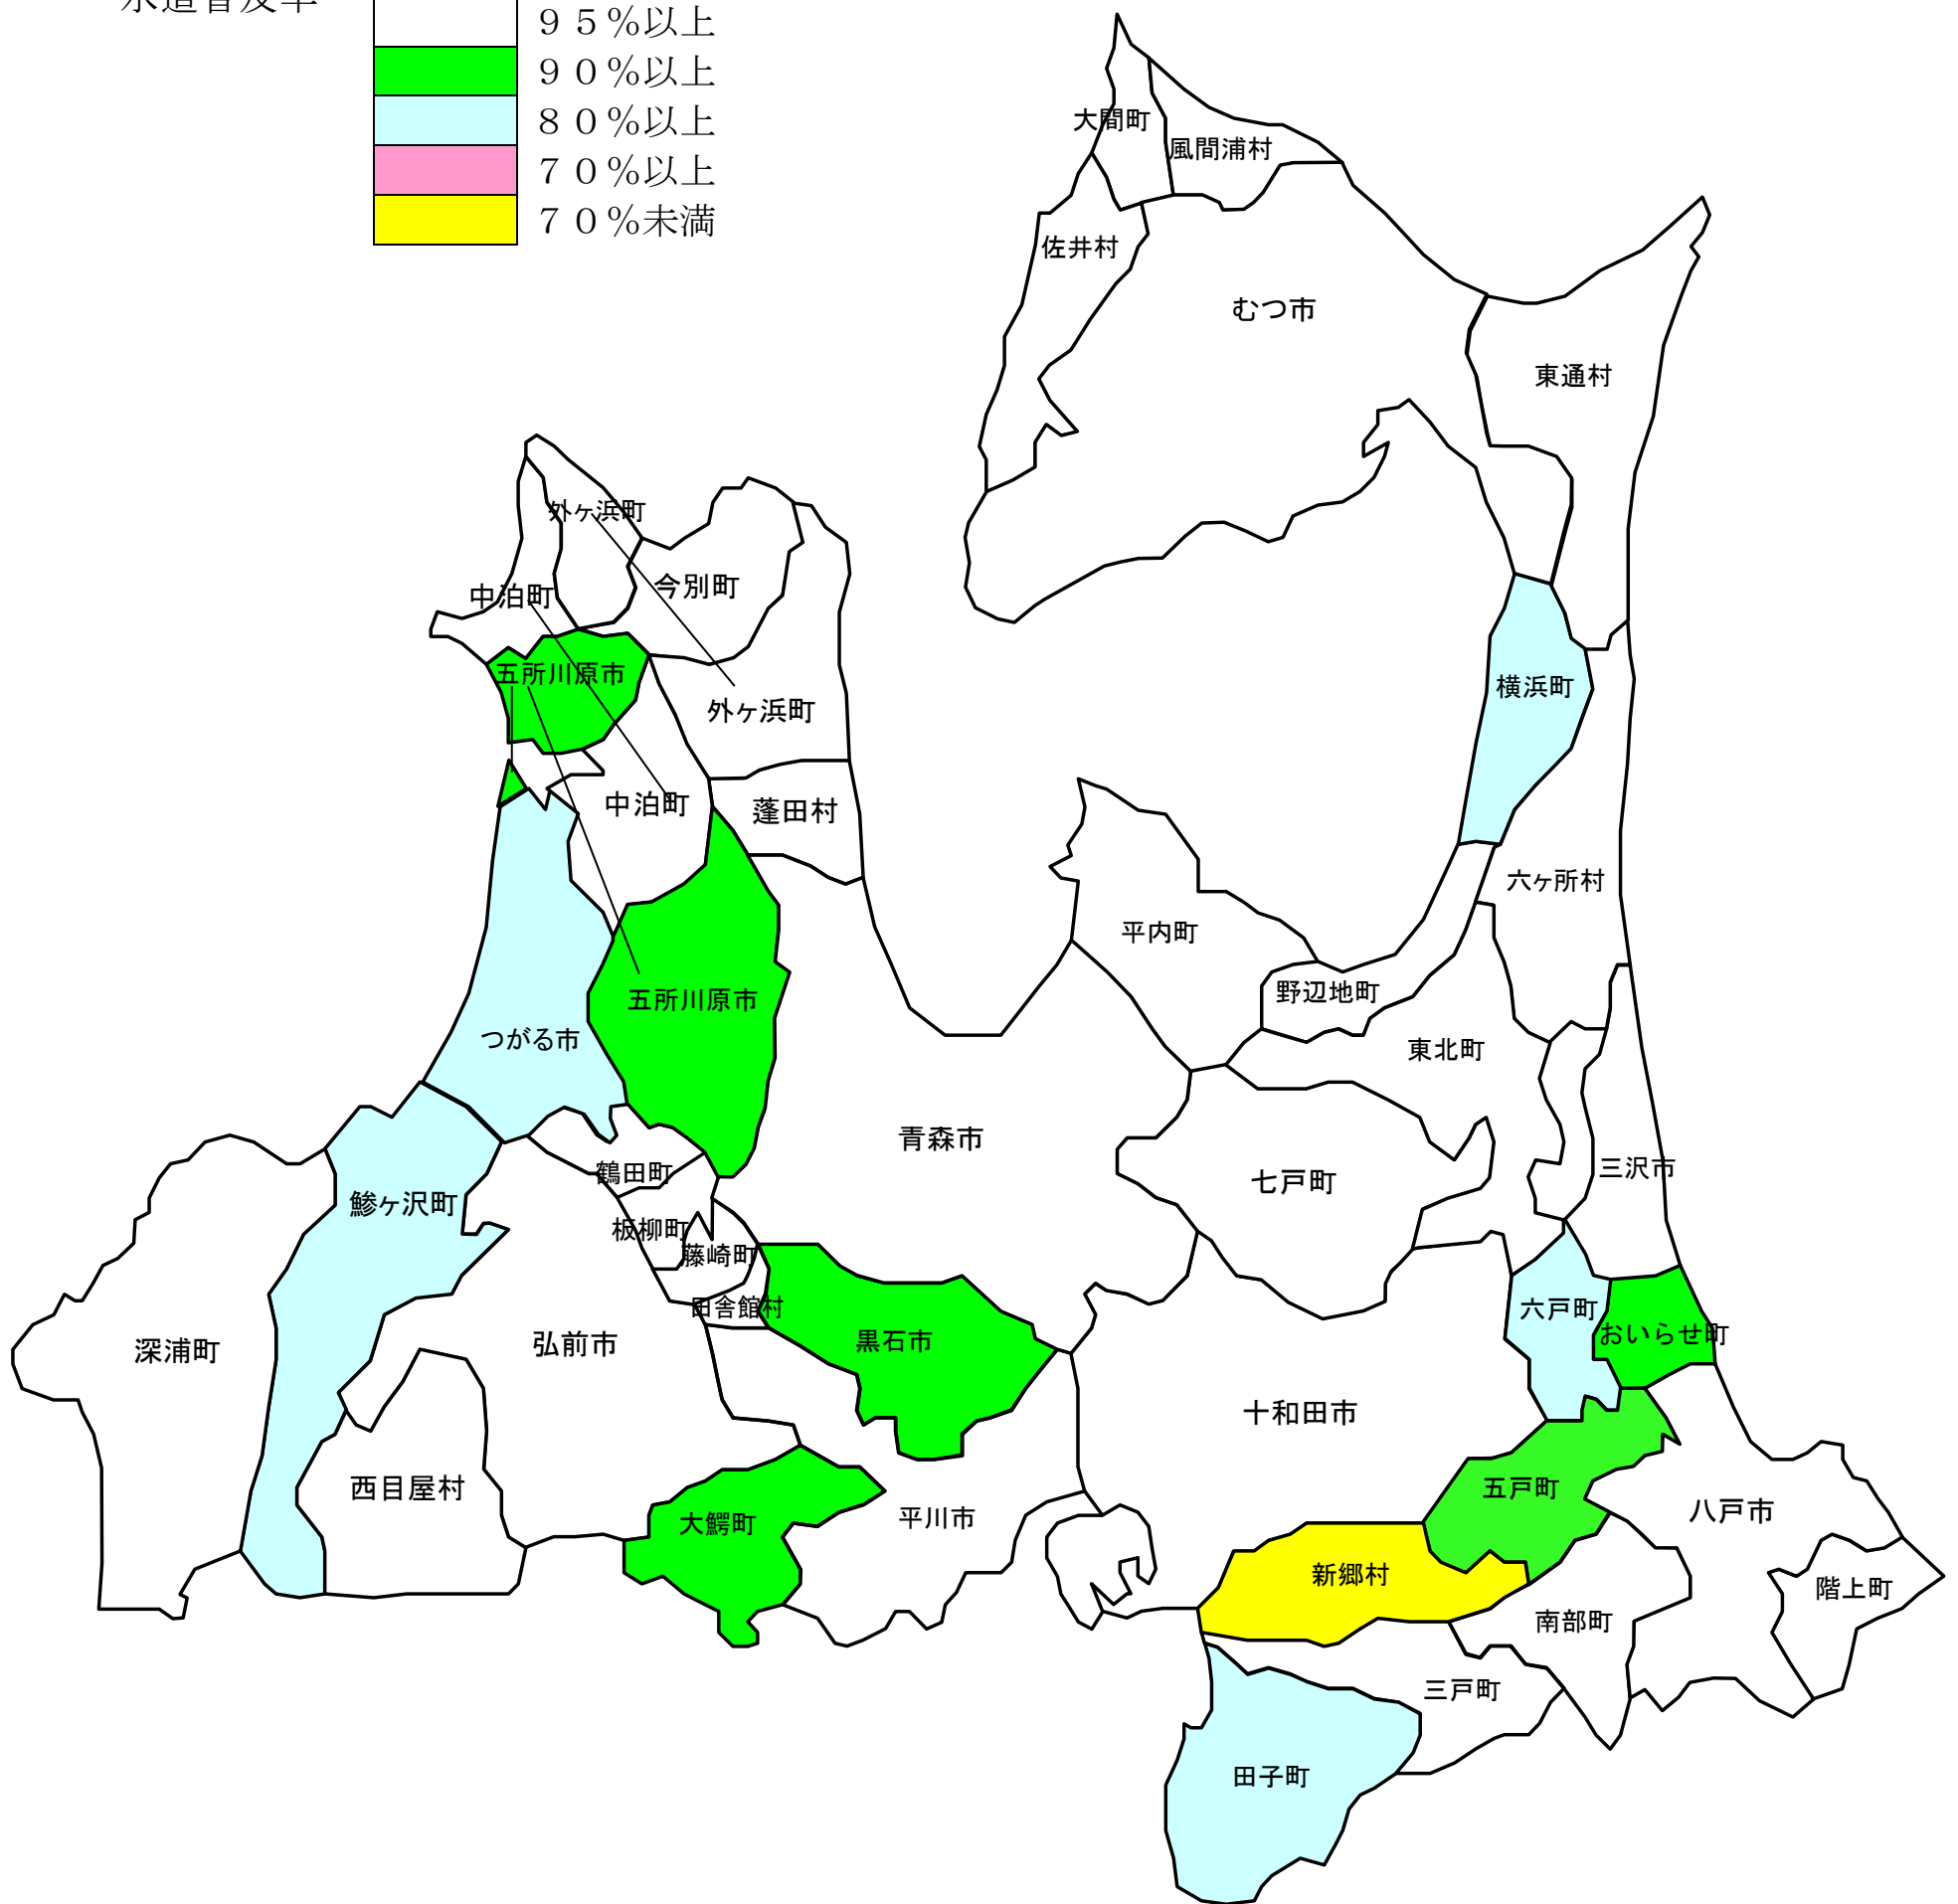 水道普及率
９５％以上
９０％以上
８０％以上
７０％以上
７０％未満
大間町
風間浦村
佐井村
むつ市
東通村
外ヶ浜町
今別町
中泊町
五所川原市
横浜町
外ヶ浜町
中泊町
蓬田村
六ヶ所村
平内町
野辺地町
五所川原市
つがる市
東北町
青森市
鶴田町
三沢市
七戸町
鯵ヶ沢町
板柳町
藤崎町
田舎館村
六戸町
おいらせ町
深浦町
弘前市
黒石市
十和田市
西目屋村
五戸町
八戸市
大鰐町
平川市
新郷村
階上町
南部町
三戸町
田子町